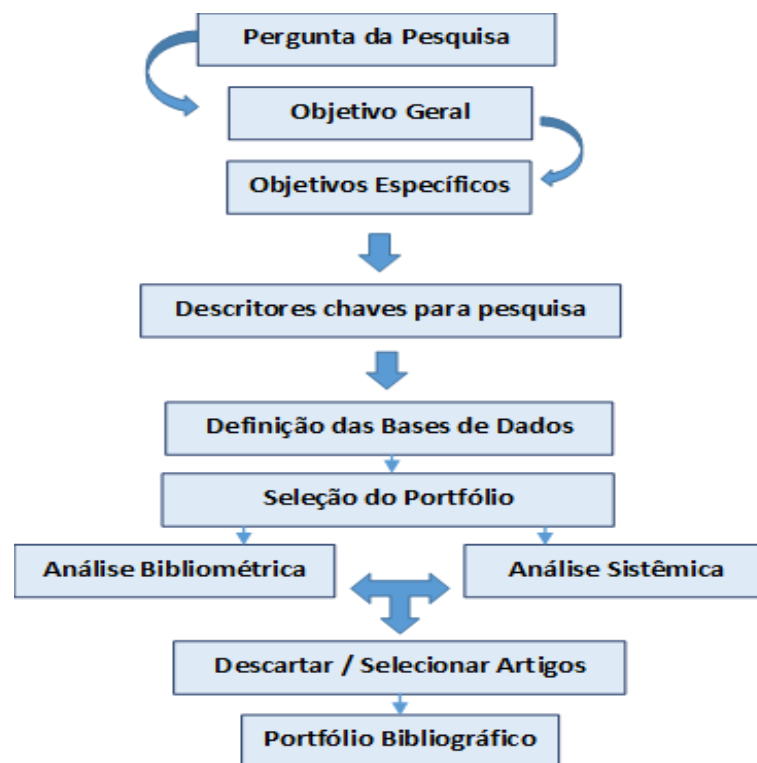 Pergunta da Pesquisa
Objetivo Geral
Objetivos Específicos
Descritores chaves para pesquisa
Definição das Bases de Dados
Seleção do Portfólio
Análise Bibliométrica
Análise Sistêmica
Descartar / Selecionar Artigos
Portfólio Bibliográfico